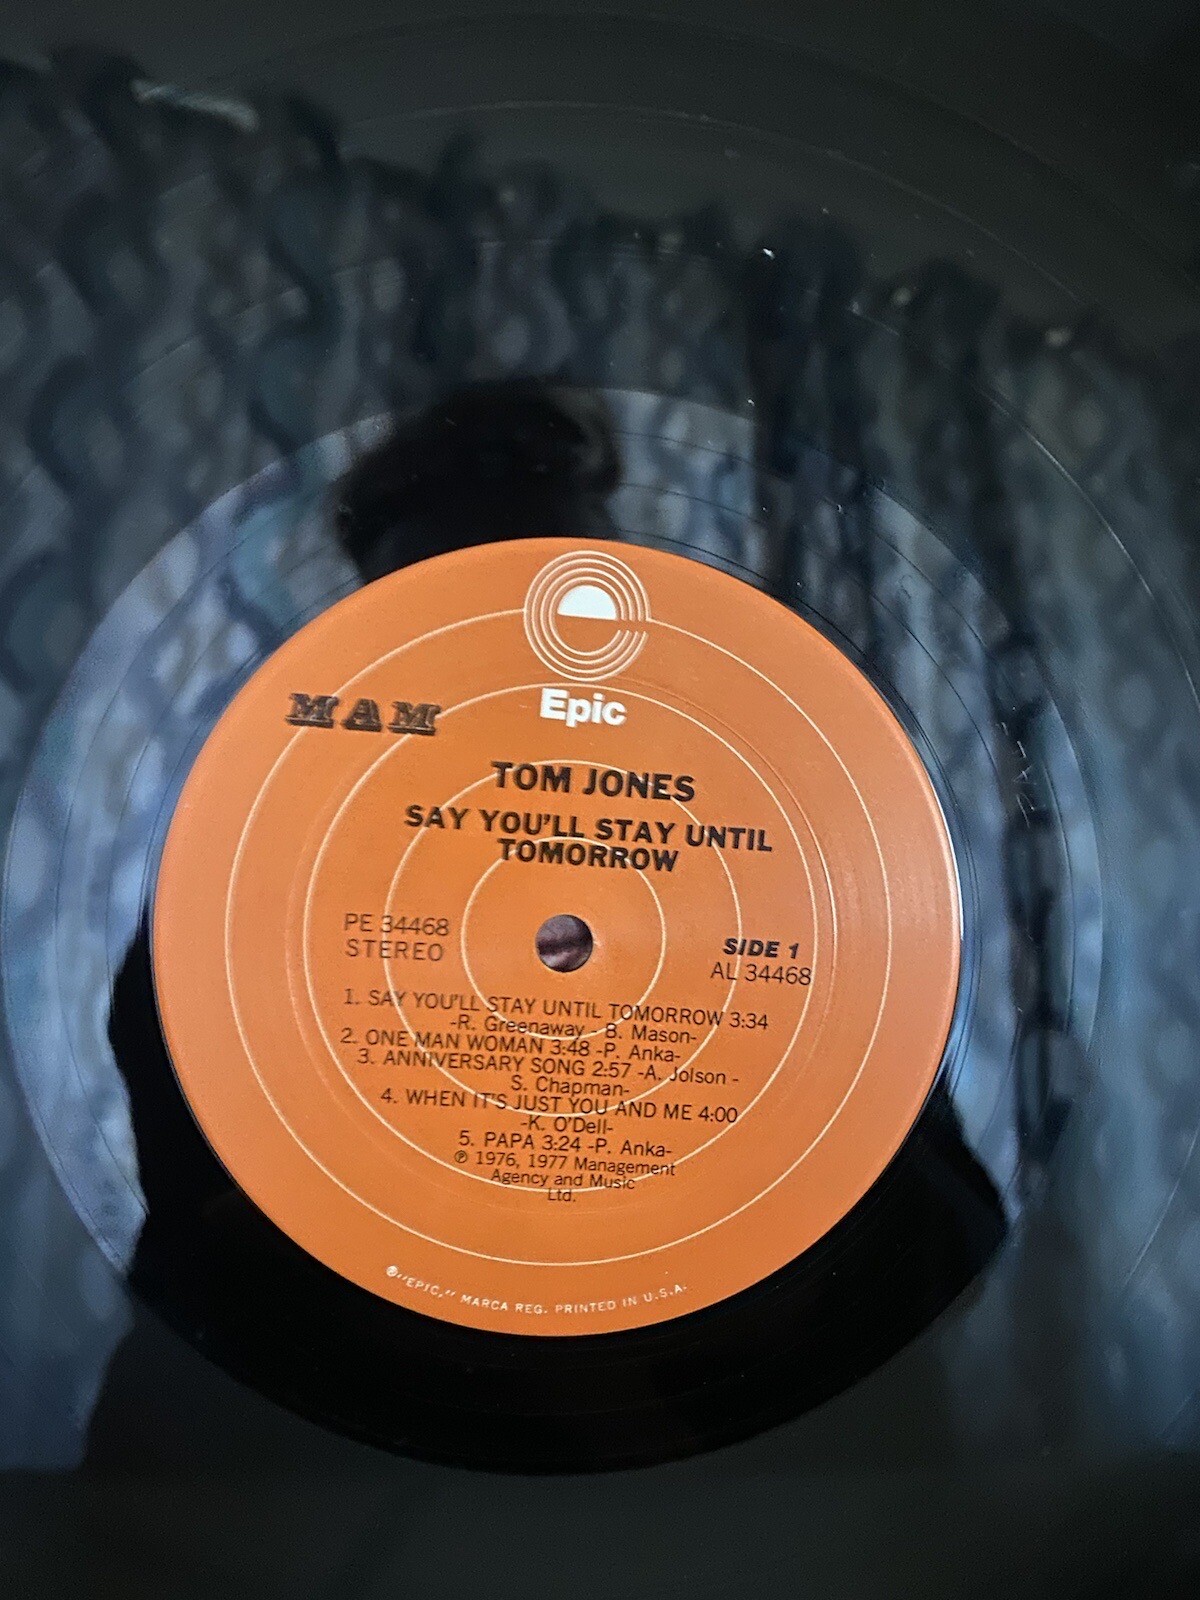 Epic
MAM
TOM JONES
SAY YOU'LL STAY UNTIL
TOMORROW
PE 34468
STEREO
SIDE 1
AL 34468
1. SAY YOU'LL STAY UNTIL TOMORROW 3:34
-R. Greenaway - B. Mason-
2. ONE MAN WOMAN 3:48 -P. Anka-
3. ANNIVERSARY SONG 2:57 -A. Jolson -
S. Chapman-
4. WHEN IT'S JUST YOU AND ME 4:00
-K. O'Dell-
5. PAPA 3:24 -P. Anka-
℗ 1976, 1977 Management
Agency and Music
Ltd.
®"EPIC," MARCA REG. PRINTED IN U.S.A.